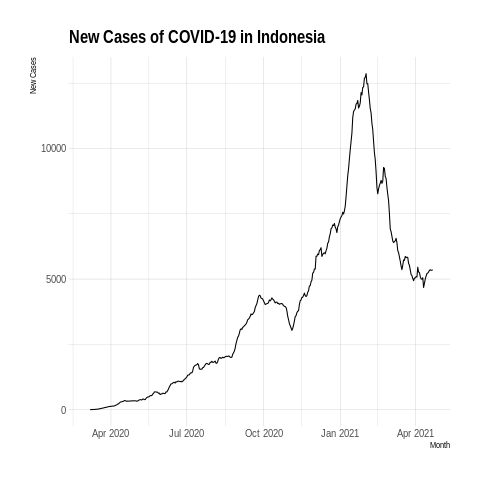 New Cases of COVID-19 in Indonesia
New Cases
10000
5000
0
Apr 2020
Jul 2020
Oct 2020
Jan 2021
Apr 2021
Month